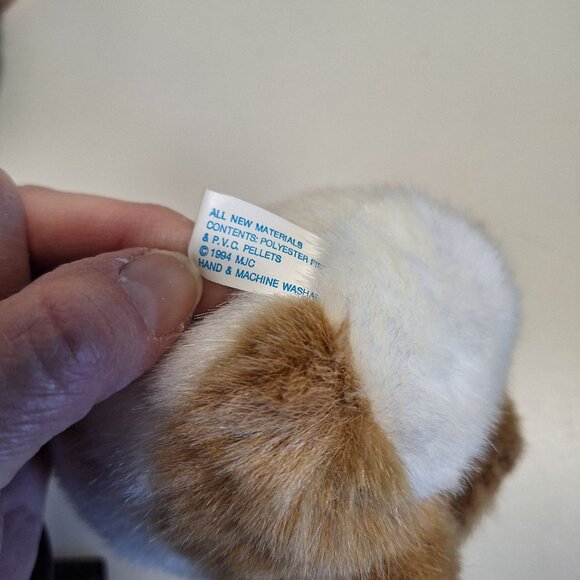 ALL NEW MATERIALS
CONTENTS: POLYESTER
& P.V.C. PELLETS
© 1994 MJC
HAND & MACHINE